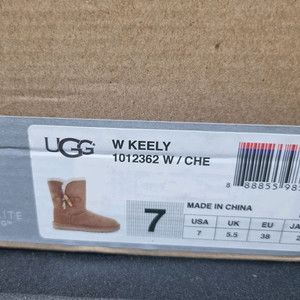 UGG
W KEELY
1012362 W / CHE
7
MADE IN CHINA
USA UK EU
7 5.5 38